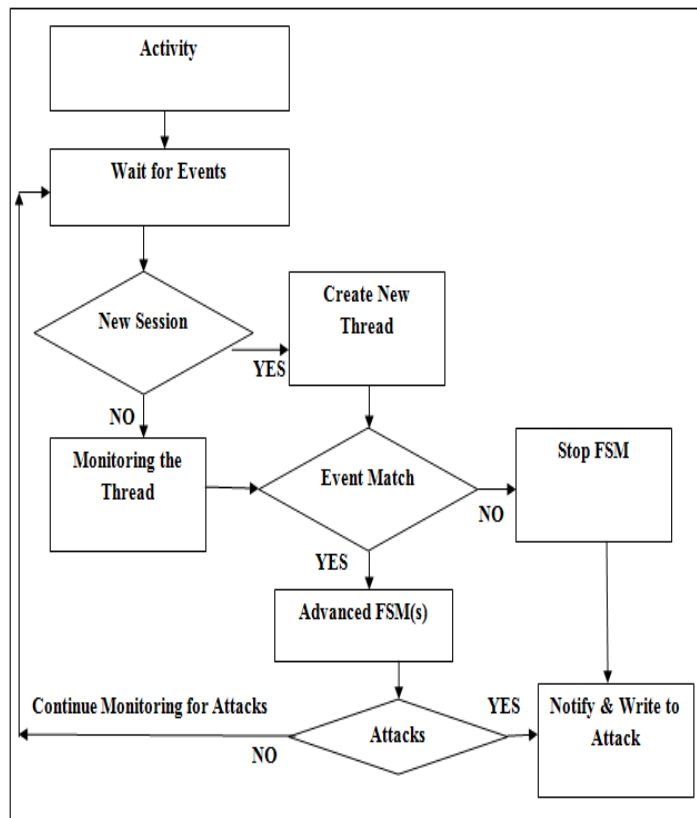 Activity
Wait for Events
New Session
YES
Create New
Thread
NO
Monitoring the
Thread
Event Match
NO
Stop FSM
YES
Advanced FSM(s)
Continue Monitoring for Attacks
NO
Attacks
YES
Notify & Write to
Attack